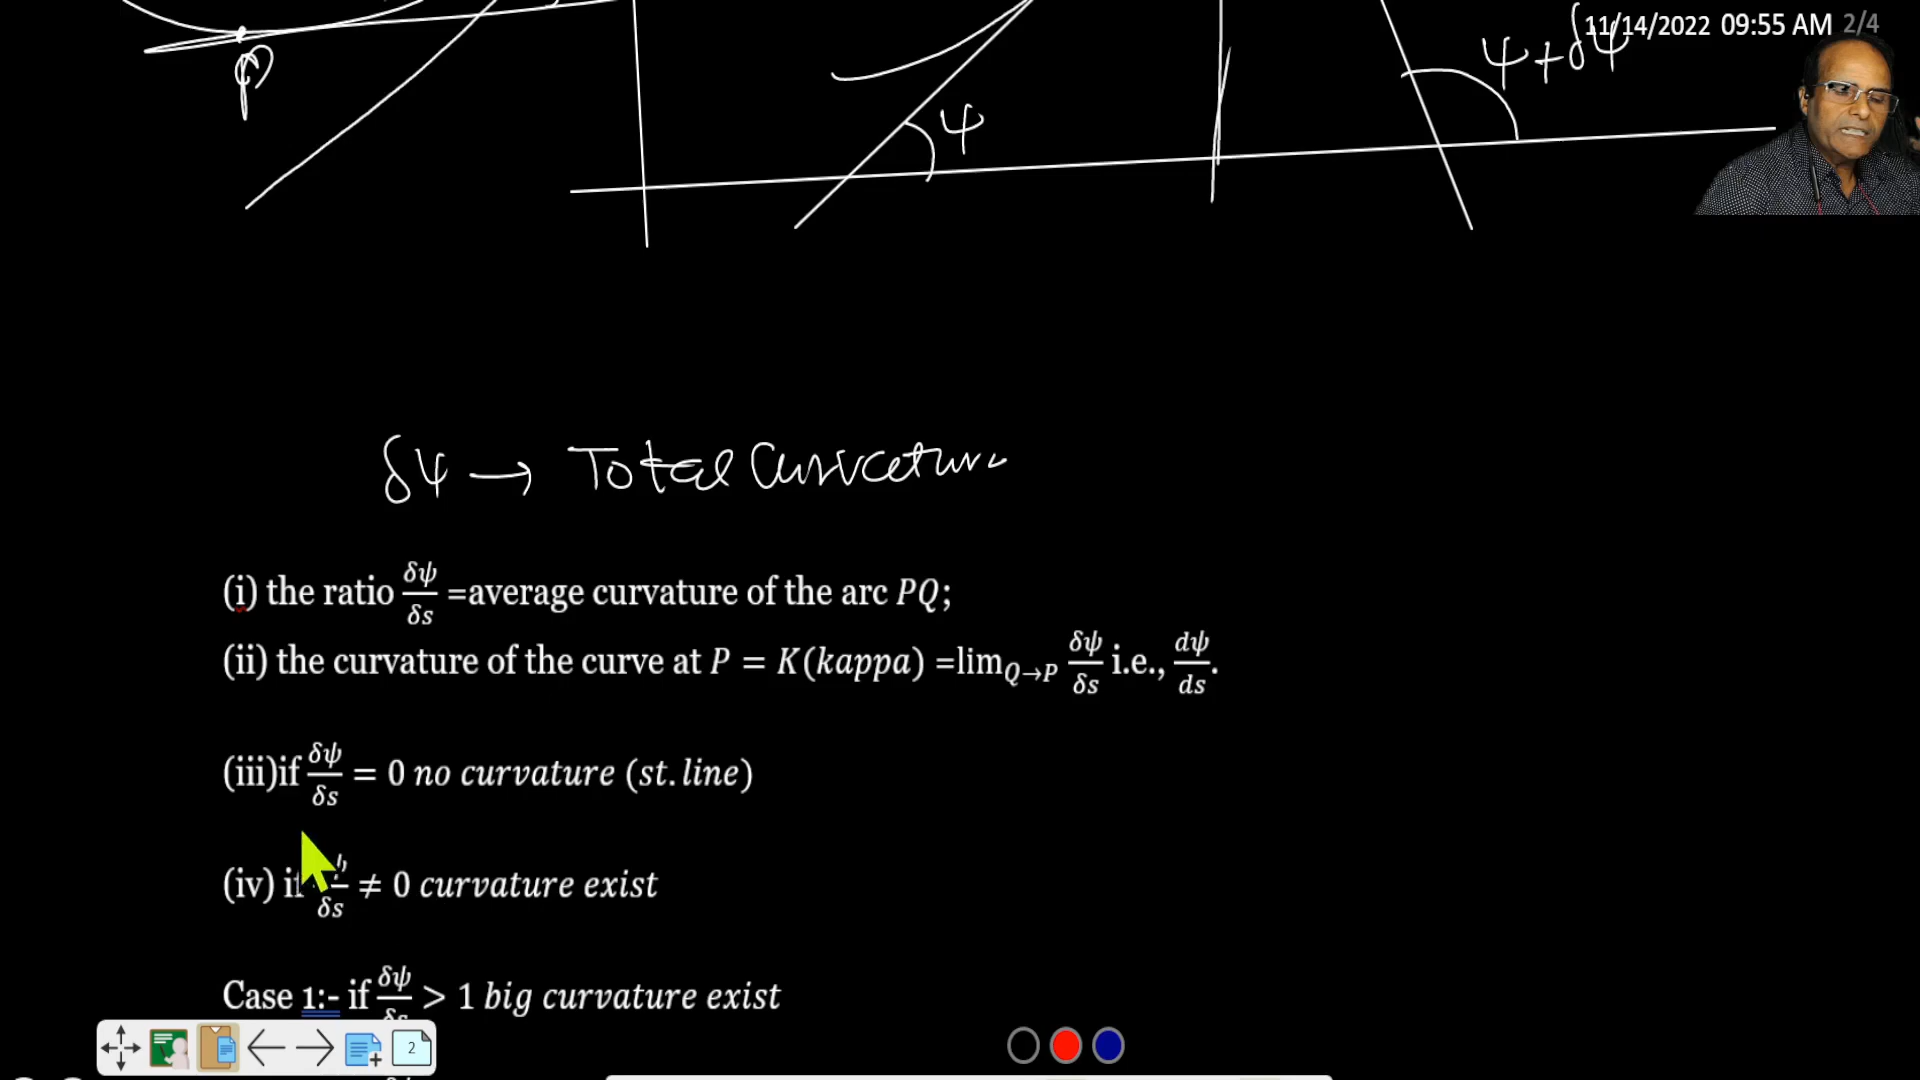 11/14/2022 09:55 AM 2/4
ψ+δψ
P
ψ
δψ → Total Curvature
(i) the ratio δψ/δs =average curvature of the arc PQ;
(ii) the curvature of the curve at P = K(kappa) =lim Q→P δψ/δs i.e., dψ/ds.
(iii)if δψ/δs = 0 no curvature (st. line)
(iv) if δψ/δs ≠ 0 curvature exist
Case 1:- if δψ/δs > 1 big curvature exist
2